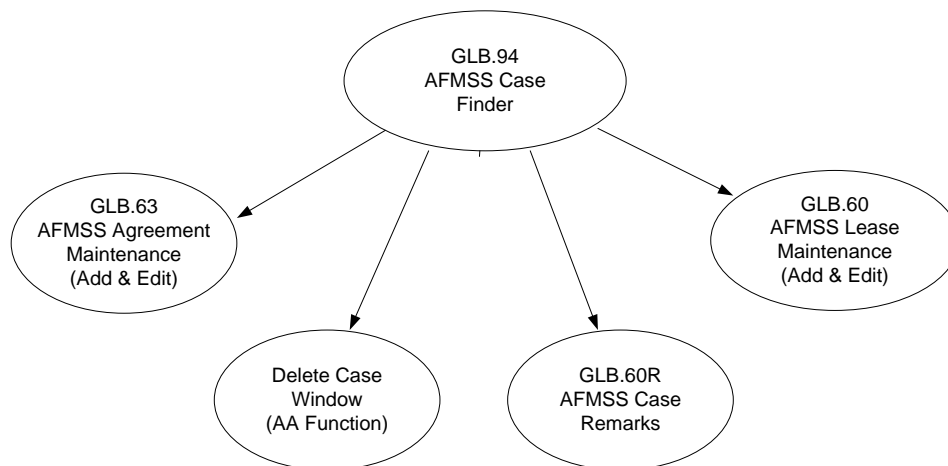 GLB.94
AFMSS Case
Finder
GLB.63
AFMSS Agreement
Maintenance
(Add & Edit)
GLB.60
AFMSS Lease
Maintenance
(Add & Edit)
Delete Case
Window
(AA Function)
GLB.60R
AFMSS Case
Remarks